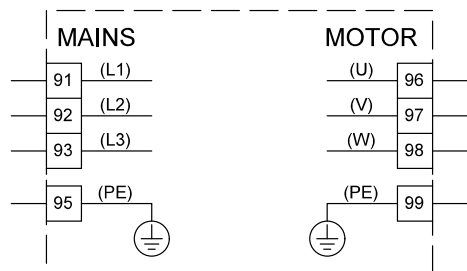 MAINS MOTOR
91 (L1) (U) 96
92 (L2) (V) 97
93 (L3) (W) 98
95 (PE) (PE) 99